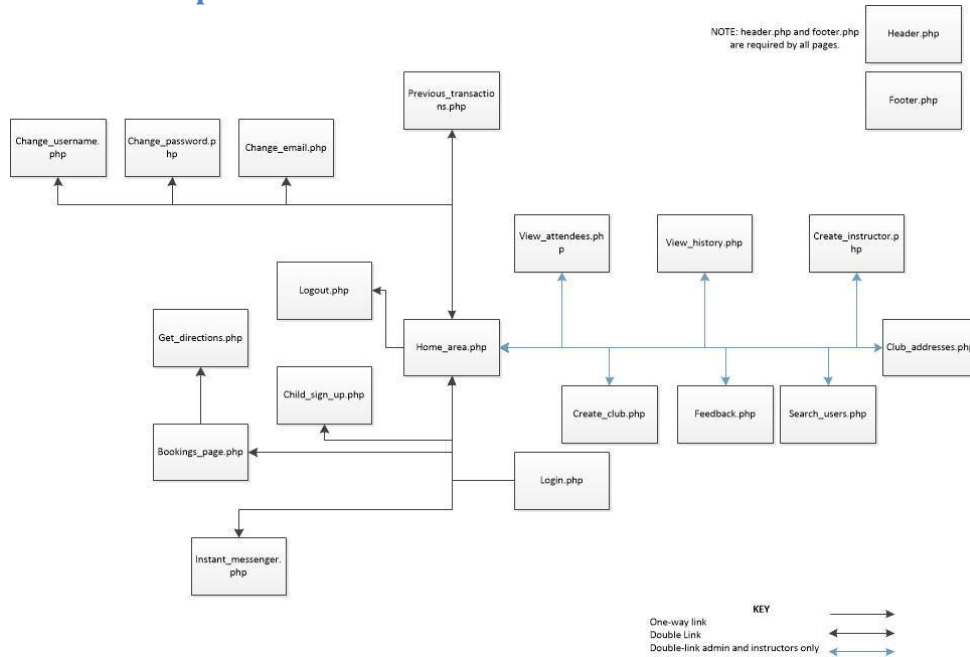 NOTE: header.php and footer.php
are required by all pages.
Header.php
Footer.php
Previous_transactio
ns.php
Change_username.
php
Change_password.p
hp
Change_email.php
View_attendees.ph
p
View_history.php
Create_instructor.p
hp
Logout.php
Get_directions.php
Home_area.php
Club_addresses.php
Child_sign_up.php
Create_club.php
Feedback.php
Search_users.php
Bookings_page.php
Login.php
Instant_messenger.
php
KEY
One-way link
Double Link
Double-link admin and instructors only